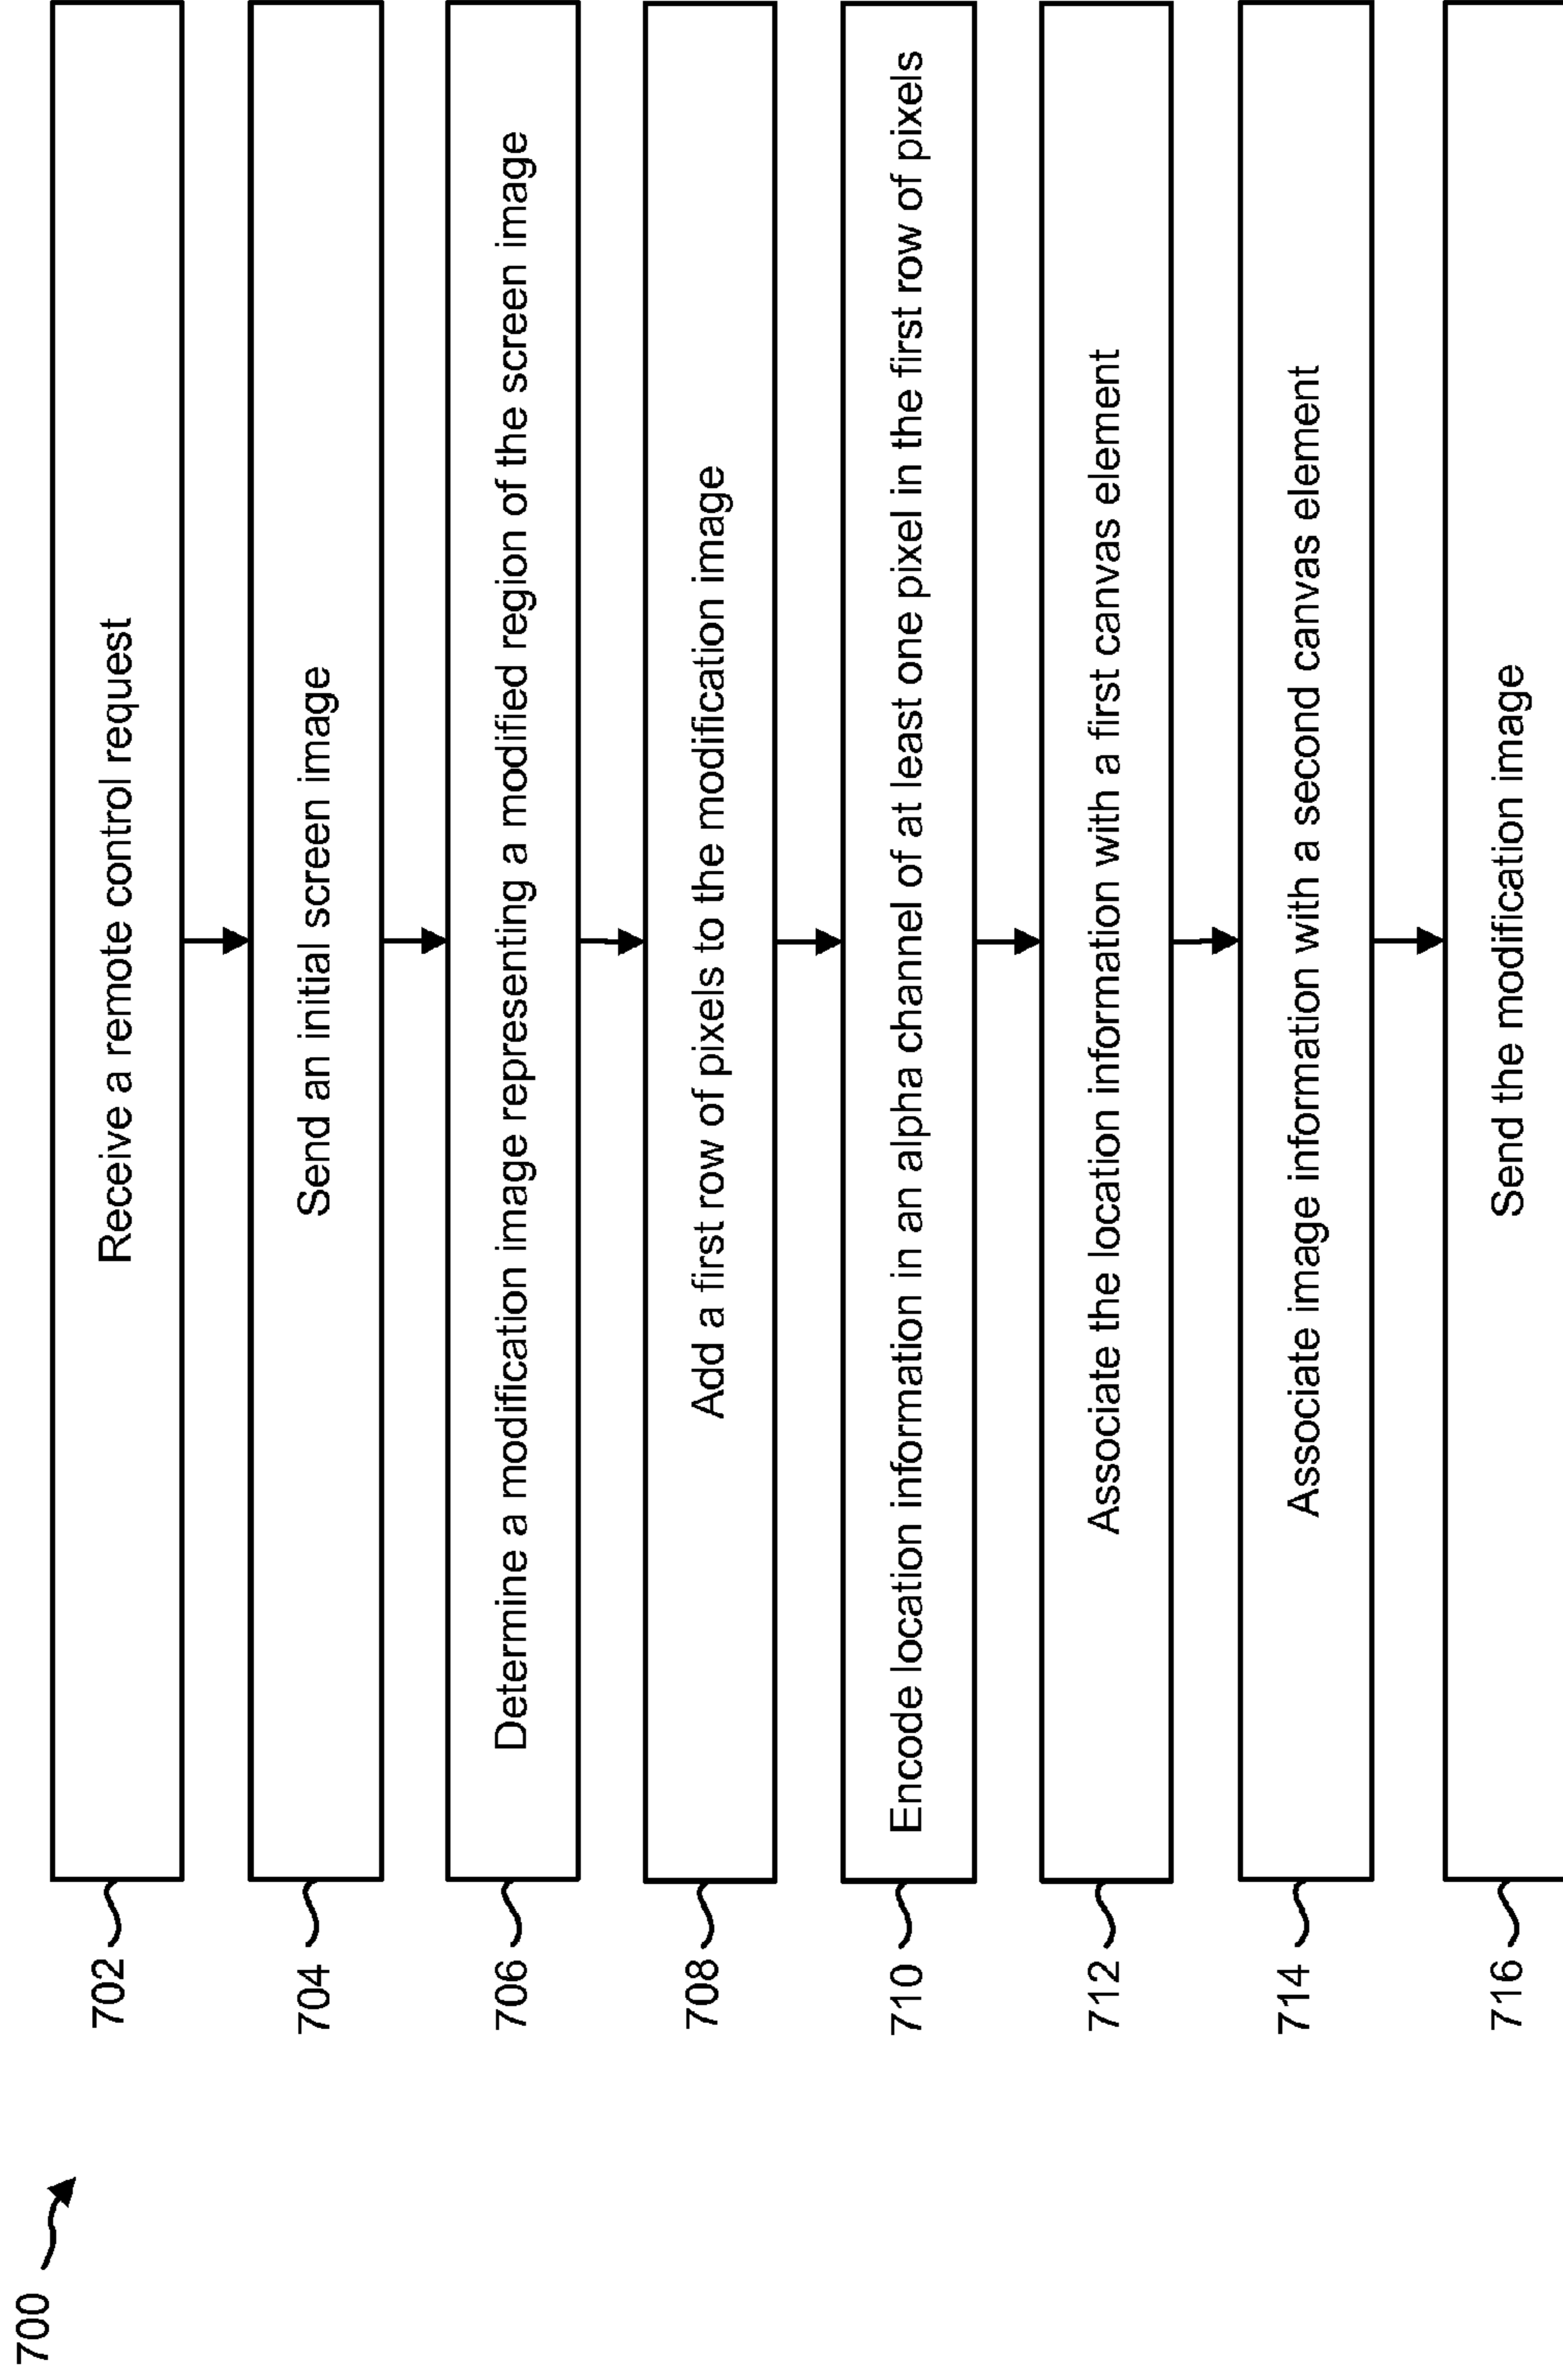 700
702
Receive a remote control request
704
Send an initial screen image
706
Determine a modification image representing a modified region of the screen image
708
Add a first row of pixels to the modification image
710
Encode location information in an alpha channel of at least one pixel in the first row of pixels
712
Associate the location information with a first canvas element
714
Associate image information with a second canvas element
716
Send the modification image